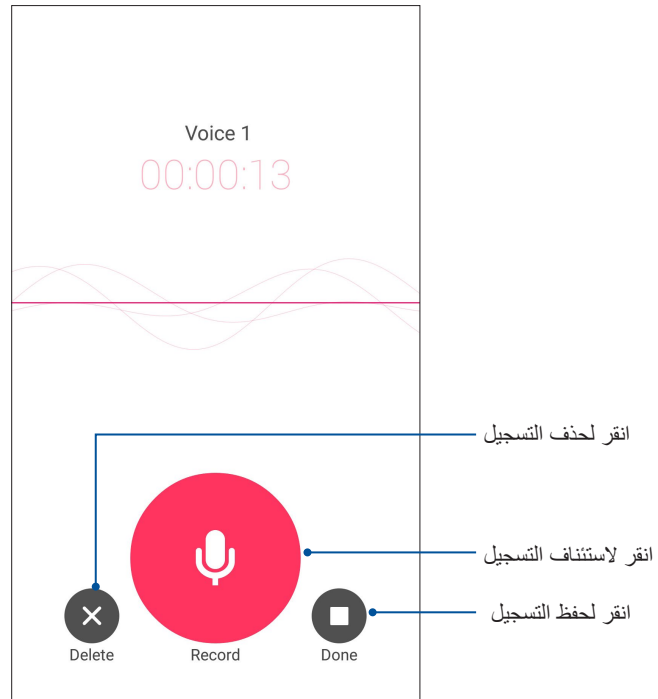 Voice 1
00:00:13
انقر لحذف التسجيل
انقر لاستئناف التسجيل
انقر لحفظ التسجيل
Delete
Record
Done